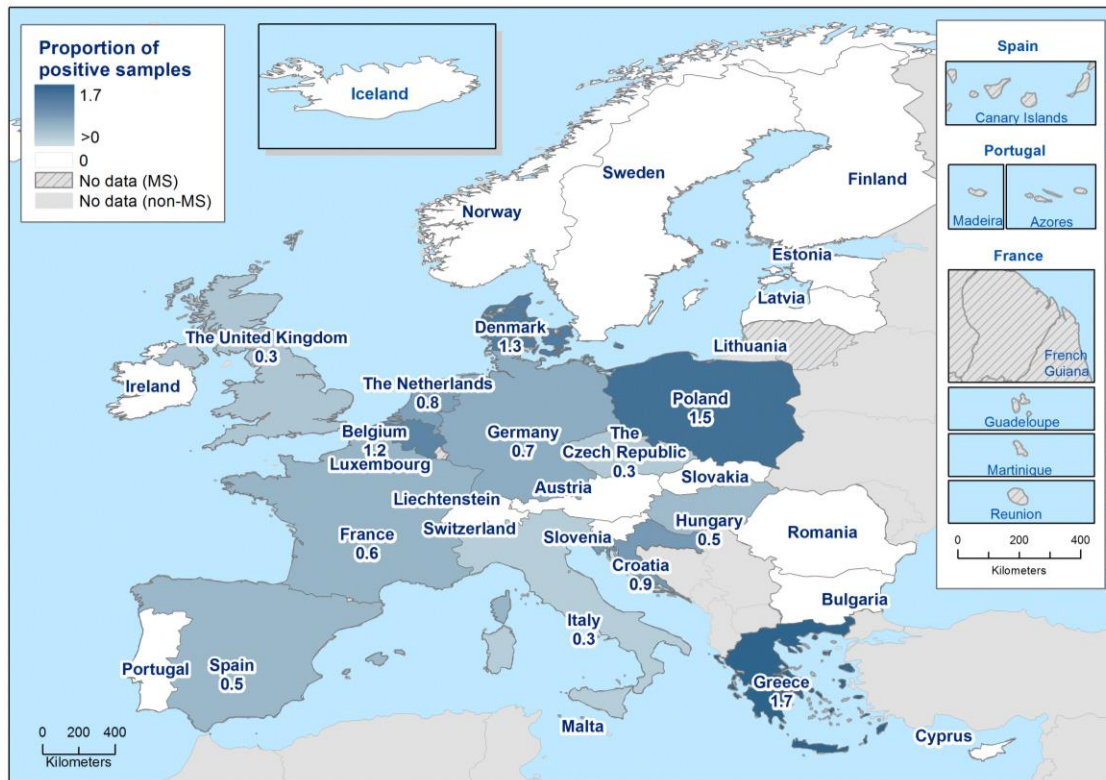 Proportion of
positive samples
1.7
>0
0
No data (MS)
No data (non-MS)
Iceland
Norway
Sweden
Finland
Estonia
Latvia
Lithuania
Denmark
1.3
The United Kingdom
0.3
Ireland
The Netherlands
0.8
Belgium
1.2
Luxembourg
Germany
0.7
Poland
1.5
The
Czech Republic
0.3
Slovakia
Austria
Liechtenstein
Switzerland
France
0.6
Slovenia
Hungary
0.5
Croatia
0.9
Romania
Bulgaria
Italy
0.3
Portugal
Spain
0.5
Malta
Greece
1.7
Cyprus
0 200 400
Kilometers
Spain
Canary Islands
Portugal
Madeira
Azores
France
French
Guiana
Guadeloupe
Martinique
Reunion
0 200 400
Kilometers